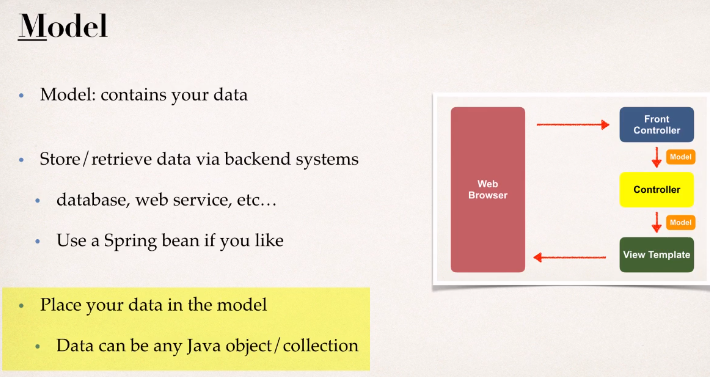 Model
Model: contains your data
Store/retrieve data via backend systems
database, web service, etc…
Use a Spring bean if you like
Place your data in the model
Data can be any Java object/collection
Web
Browser
Front
Controller
Model
Controller
Model
View Template